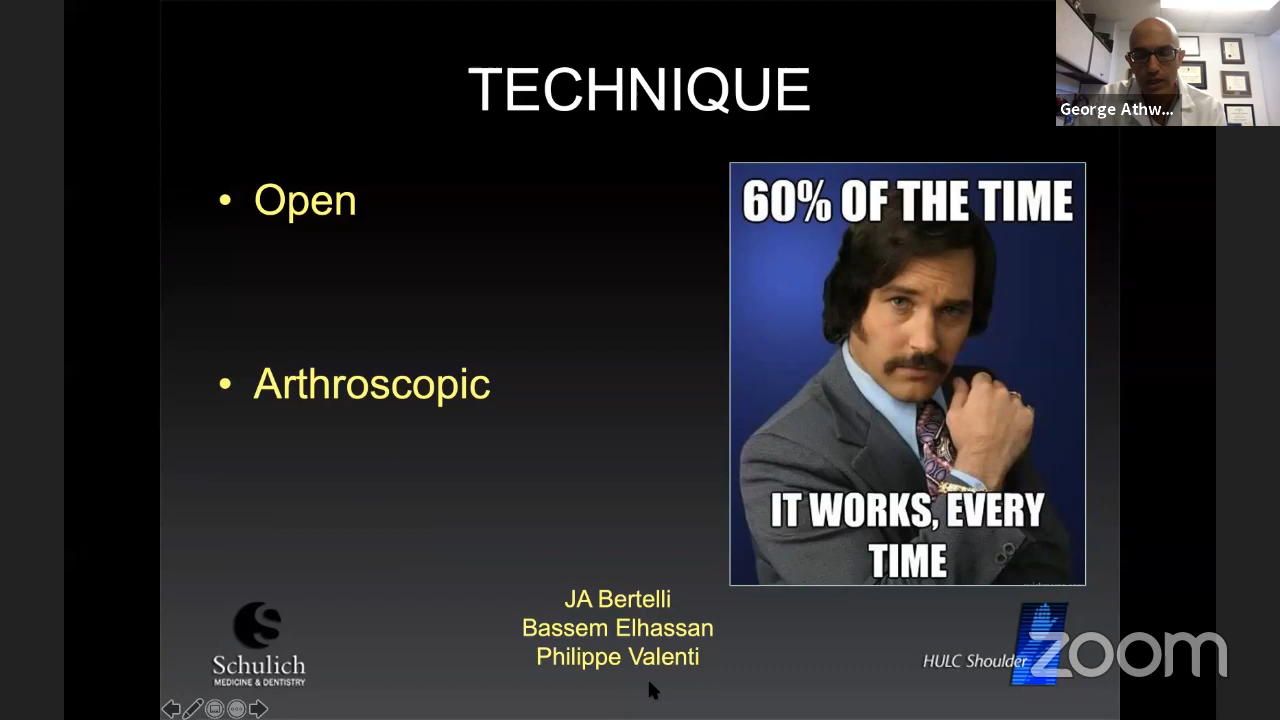 TECHNIQUE
George Athw...
• Open
• Arthroscopic
60% OF THE TIME
IT WORKS, EVERY
TIME
JA Bertelli
Bassem Elhassan
Philippe Valenti
Schulich
MEDICINE & DENTISTRY
HULC Shoulder
zoom